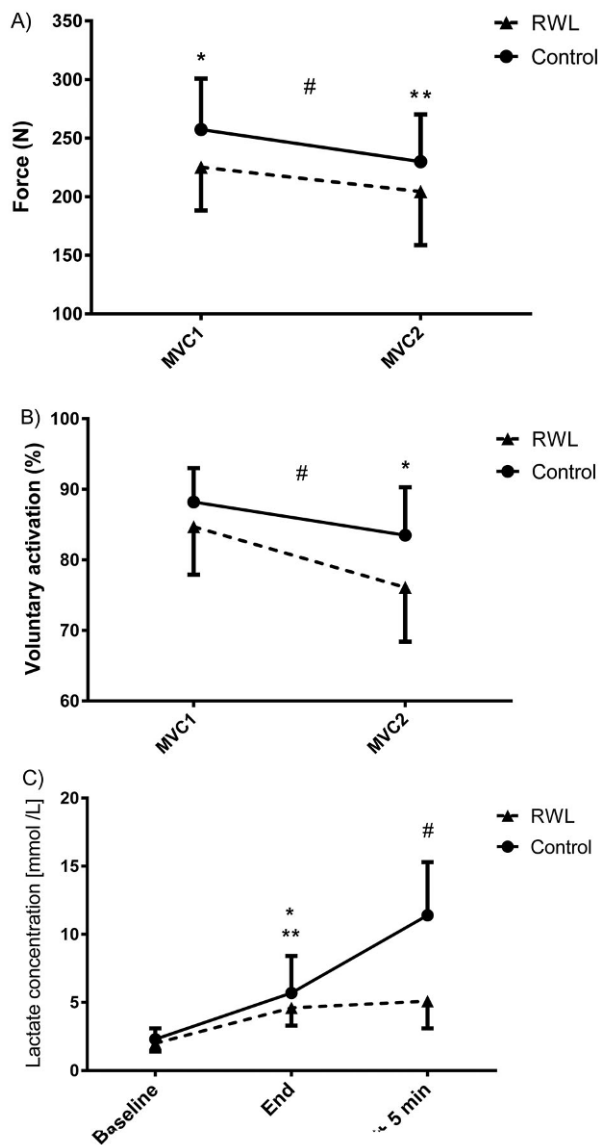 A)
350
300
250
200
150
100
Force (N)
*
#
**
RWL
Control
MVC1
MVC2
B)
100
90
80
70
60
Voluntary activation (%)
#
*
RWL
Control
MVC1
MVC2
C)
20
15
10
5
0
Lactate concentration [mmol /L]
*
**
#
RWL
Control
Baseline
End
5 min